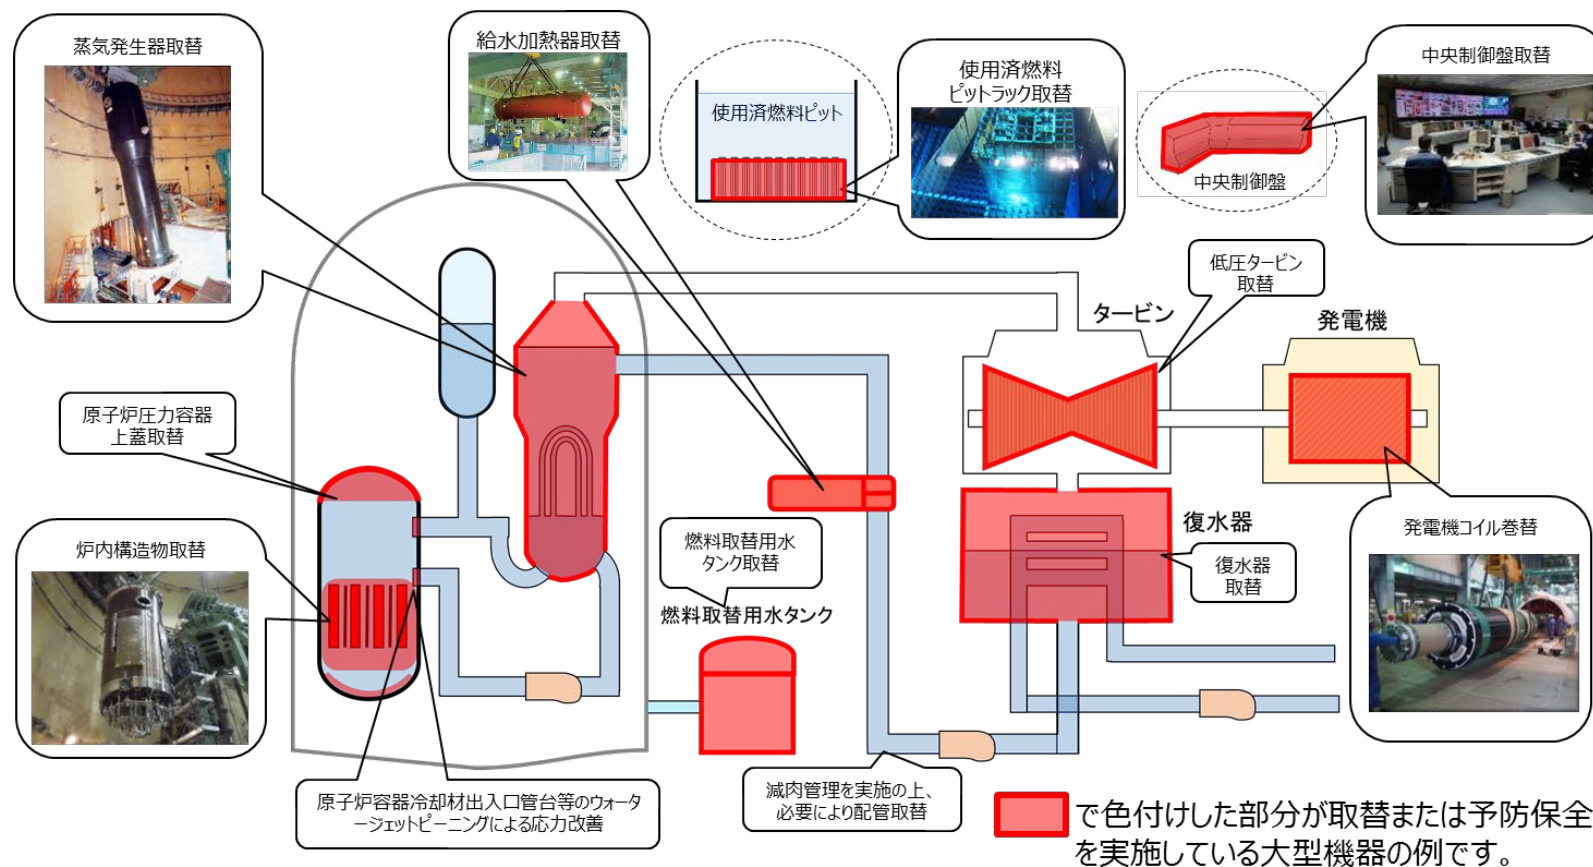 蒸気発生器取替
給水加熱器取替
使用済燃料ピット
使用済燃料
ピットラック取替
中央制御盤
中央制御盤取替
低圧タービン
取替
タービン
発電機
原子炉圧力容器
上蓋取替
炉内構造物取替
燃料取替用水
タンク取替
燃料取替用水タンク
復水器
復水器
取替
発電機コイル巻替
原子炉容器冷却材出入口管台等のウォータ
ージェットピーニングによる応力改善
減肉管理を実施の上、
必要により配管取替
で色付けした部分が取替または予防保全
を実施している大型機器の例です。